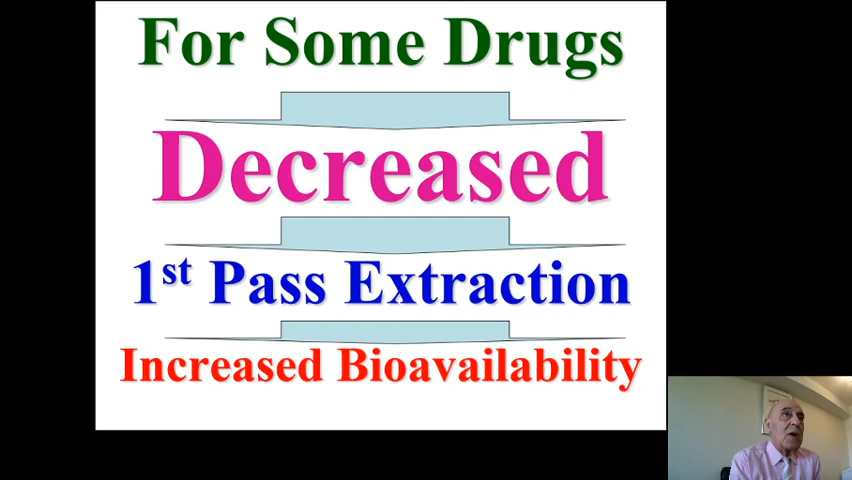 For Some Drugs
Decreased
1st Pass Extraction
Increased Bioavailability